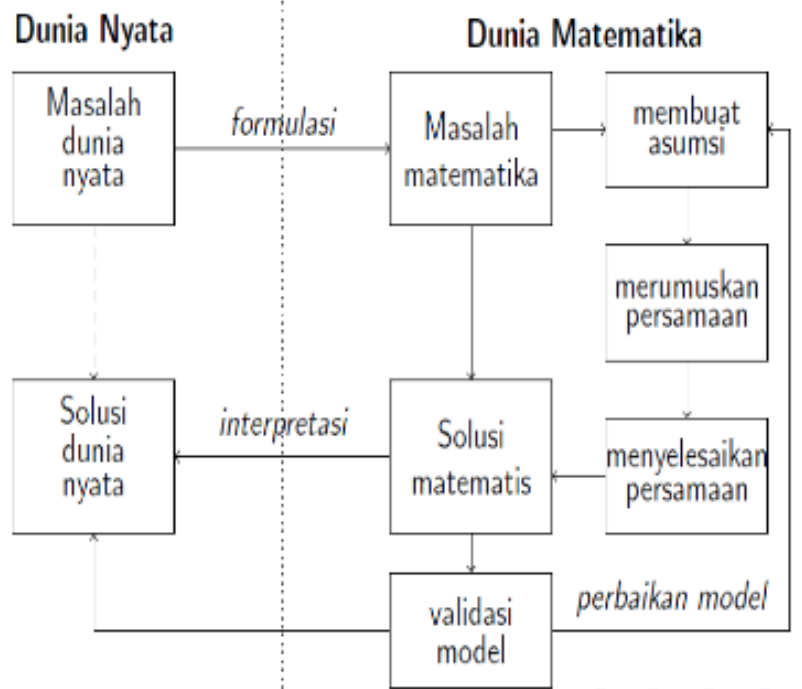 Dunia Nyata
Dunia Matematika
Masalah
dunia
nyata
formulasi
Masalah
matematika
membuat
asumsi
merumuskan
persamaan
Solusi
dunia
nyata
interpretasi
Solusi
matematis
menyelesaikan
persamaan
validasi
model
perbaikan model